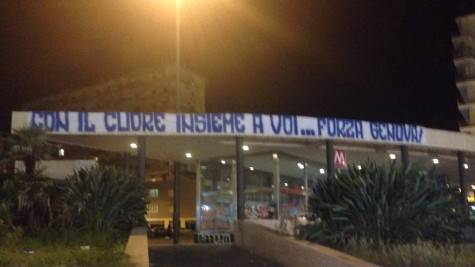 CON IL CUORE INSIEME A VOI...FORZA GENOVA!
M